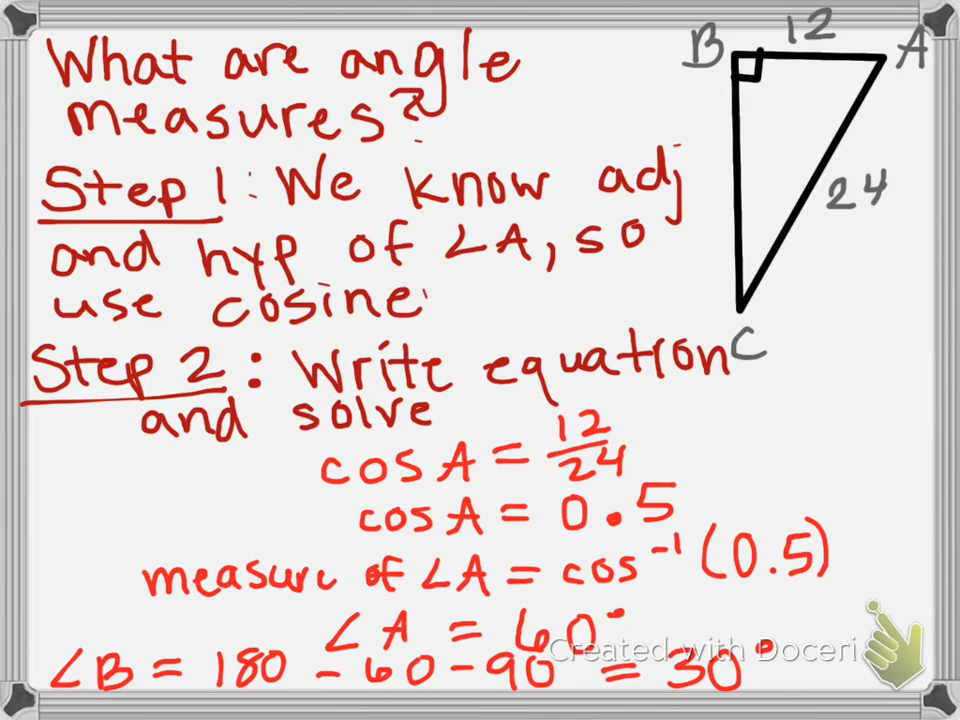 What are angle
measures?
Step 1: We know adj
and hyp of ∠A, so
use cosine
Step 2: Write equation
and solve
cos A = 12/24
cos A = 0.5
measure of ∠A = cos⁻¹ (0.5)
∠A = 60°
∠B = 180 - 60 - 90 = 30
B 12 A
24
C
Created with Doceri